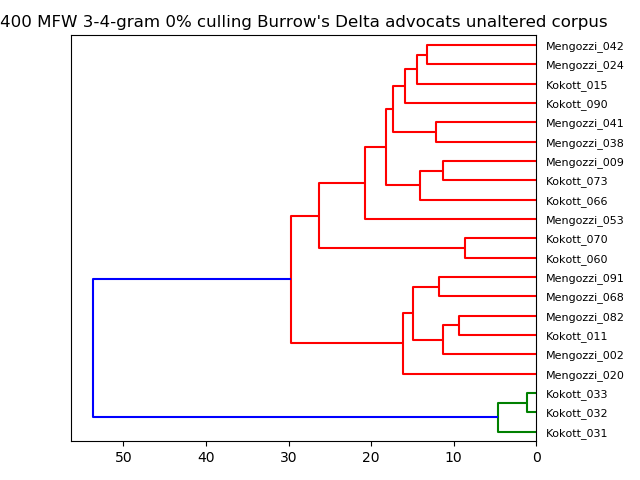 400 MFW 3-4-gram 0% culling Burrow's Delta advocats unaltered corpus
Mengozzi_042
Mengozzi_024
Kokott_015
Kokott_090
Mengozzi_041
Mengozzi_038
Mengozzi_009
Kokott_073
Kokott_066
Mengozzi_053
Kokott_070
Kokott_060
Mengozzi_091
Mengozzi_068
Mengozzi_082
Kokott_011
Mengozzi_002
Mengozzi_020
Kokott_033
Kokott_032
Kokott_031
50 40 30 20 10 0